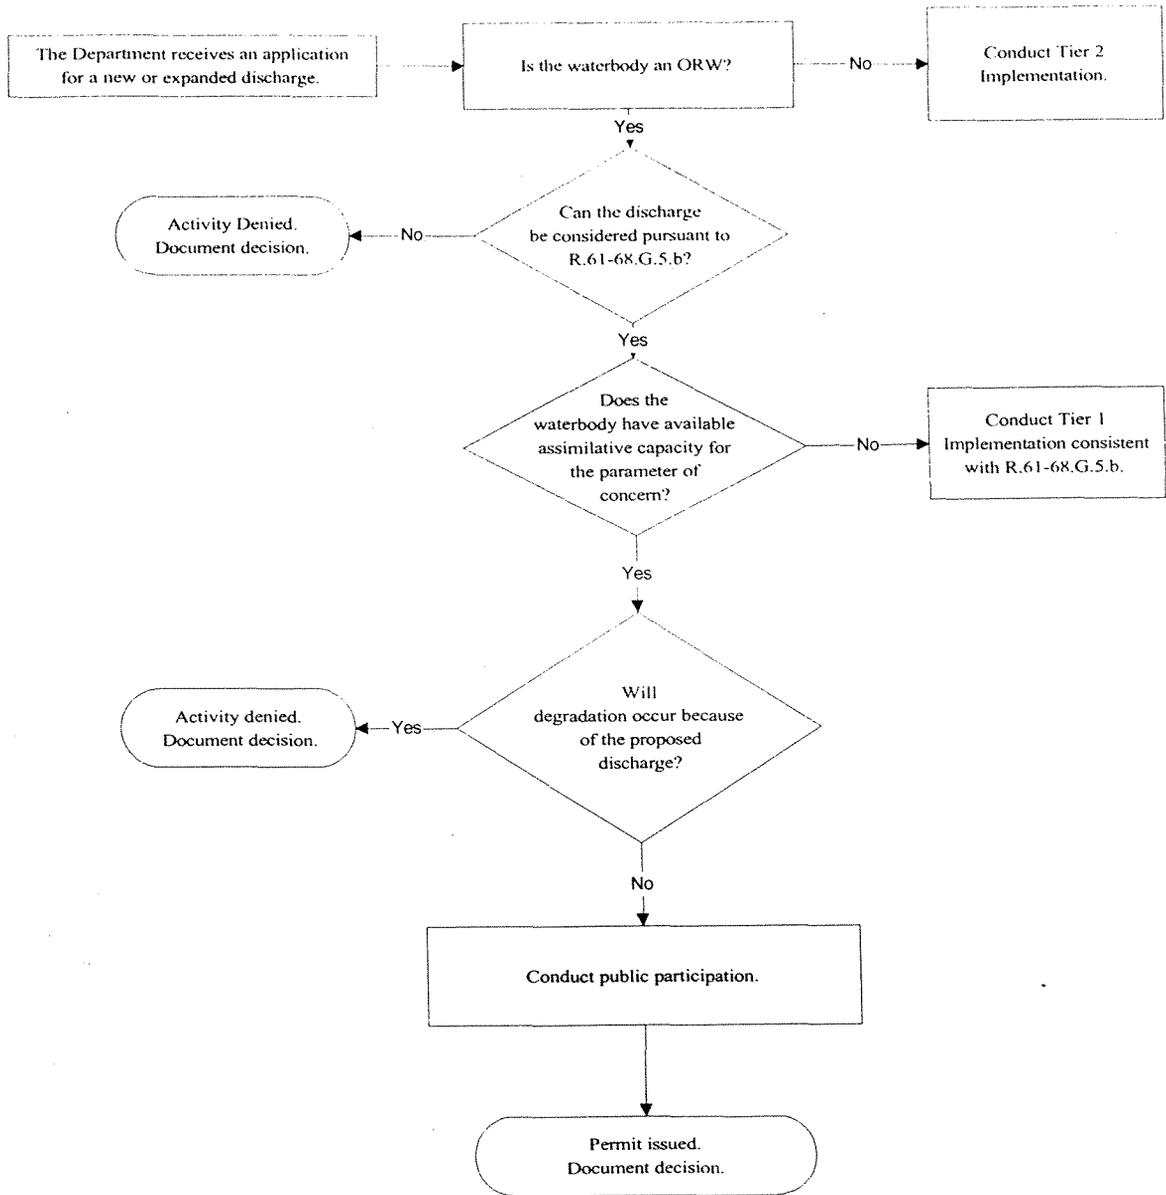 The Department receives an application
for a new or expanded discharge.
Is the waterbody an ORW?
No
Conduct Tier 2
Implementation.
Yes
Can the discharge
be considered pursuant to
R.61-68.G.5.b?
No
Activity Denied.
Document decision.
Yes
Does the
waterbody have available
assimilative capacity for
the parameter of
concern?
No
Conduct Tier 1
Implementation consistent
with R.61-68.G.5.b.
Yes
Will
degradation occur because
of the proposed
discharge?
Yes
Activity denied.
Document decision.
No
Conduct public participation.
Permit issued.
Document decision.